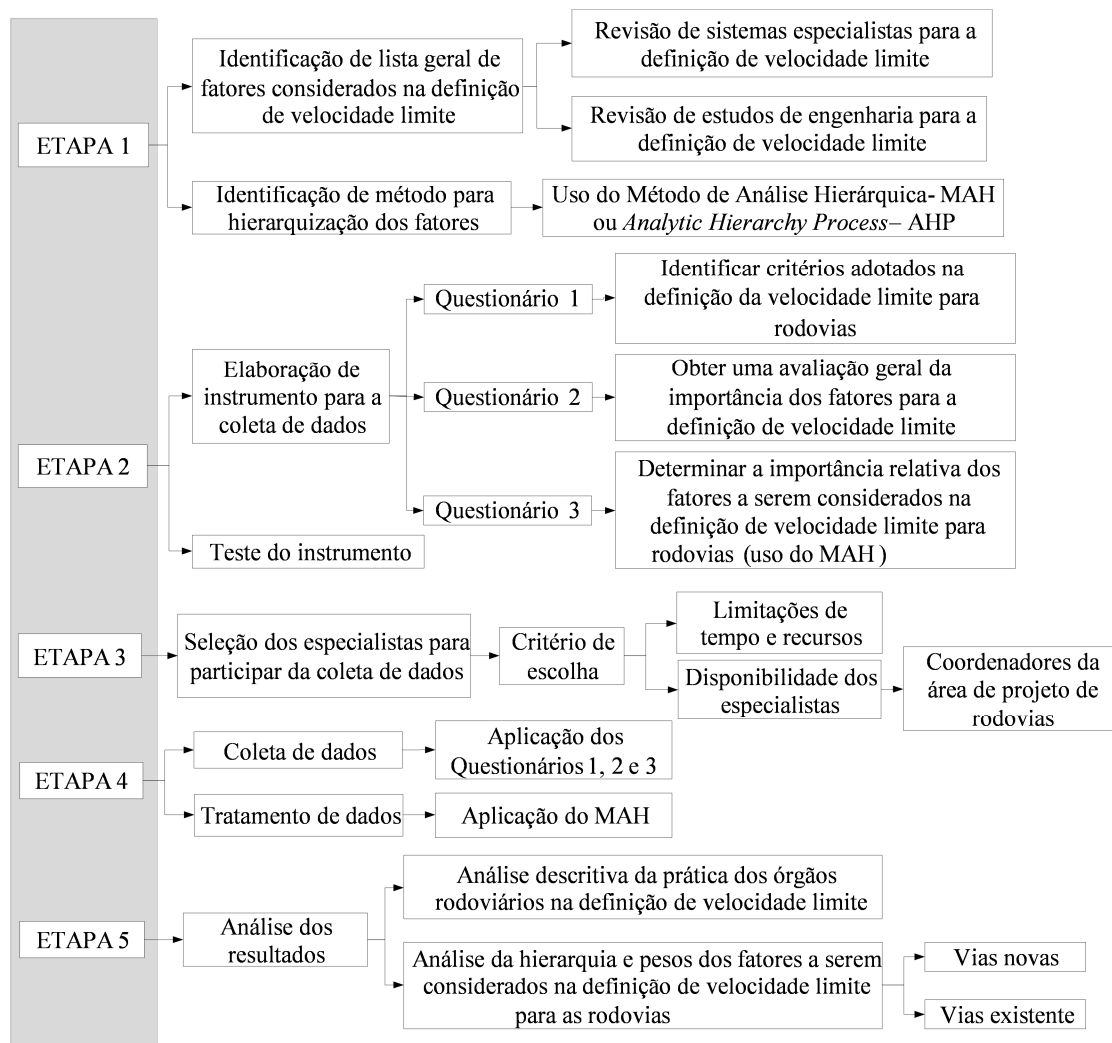 ETAPA 1
Identificação de lista geral de
fatores considerados na definição
de velocidade limite
Revisão de sistemas especialistas para a
definição de velocidade limite
Revisão de estudos de engenharia para a
definição de velocidade limite
Identificação de método para
hierarquização dos fatores
Uso do Método de Análise Hierárquica- MAH
ou Analytic Hierarchy Process– AHP
ETAPA 2
Elaboração de
instrumento para a
coleta de dados
Questionário 1
Identificar critérios adotados na
definição da velocidade limite para
rodovias
Questionário 2
Obter uma avaliação geral da
importância dos fatores para a
definição de velocidade limite
Questionário 3
Determinar a importância relativa dos
fatores a serem considerados na
definição de velocidade limite para
rodovias (uso do MAH )
Teste do instrumento
ETAPA 3
Seleção dos especialistas para
participar da coleta de dados
Critério de
escolha
Limitações de
tempo e recursos
Disponibilidade dos
especialistas
Coordenadores da
área de projeto de
rodovias
ETAPA 4
Coleta de dados
Aplicação dos
Questionários 1, 2 e 3
Tratamento de dados
Aplicação do MAH
ETAPA 5
Análise dos
resultados
Análise descritiva da prática dos órgãos
rodoviários na definição de velocidade limite
Análise da hierarquia e pesos dos fatores a serem
considerados na definição de velocidade limite
para as rodovias
Vias novas
Vias existente